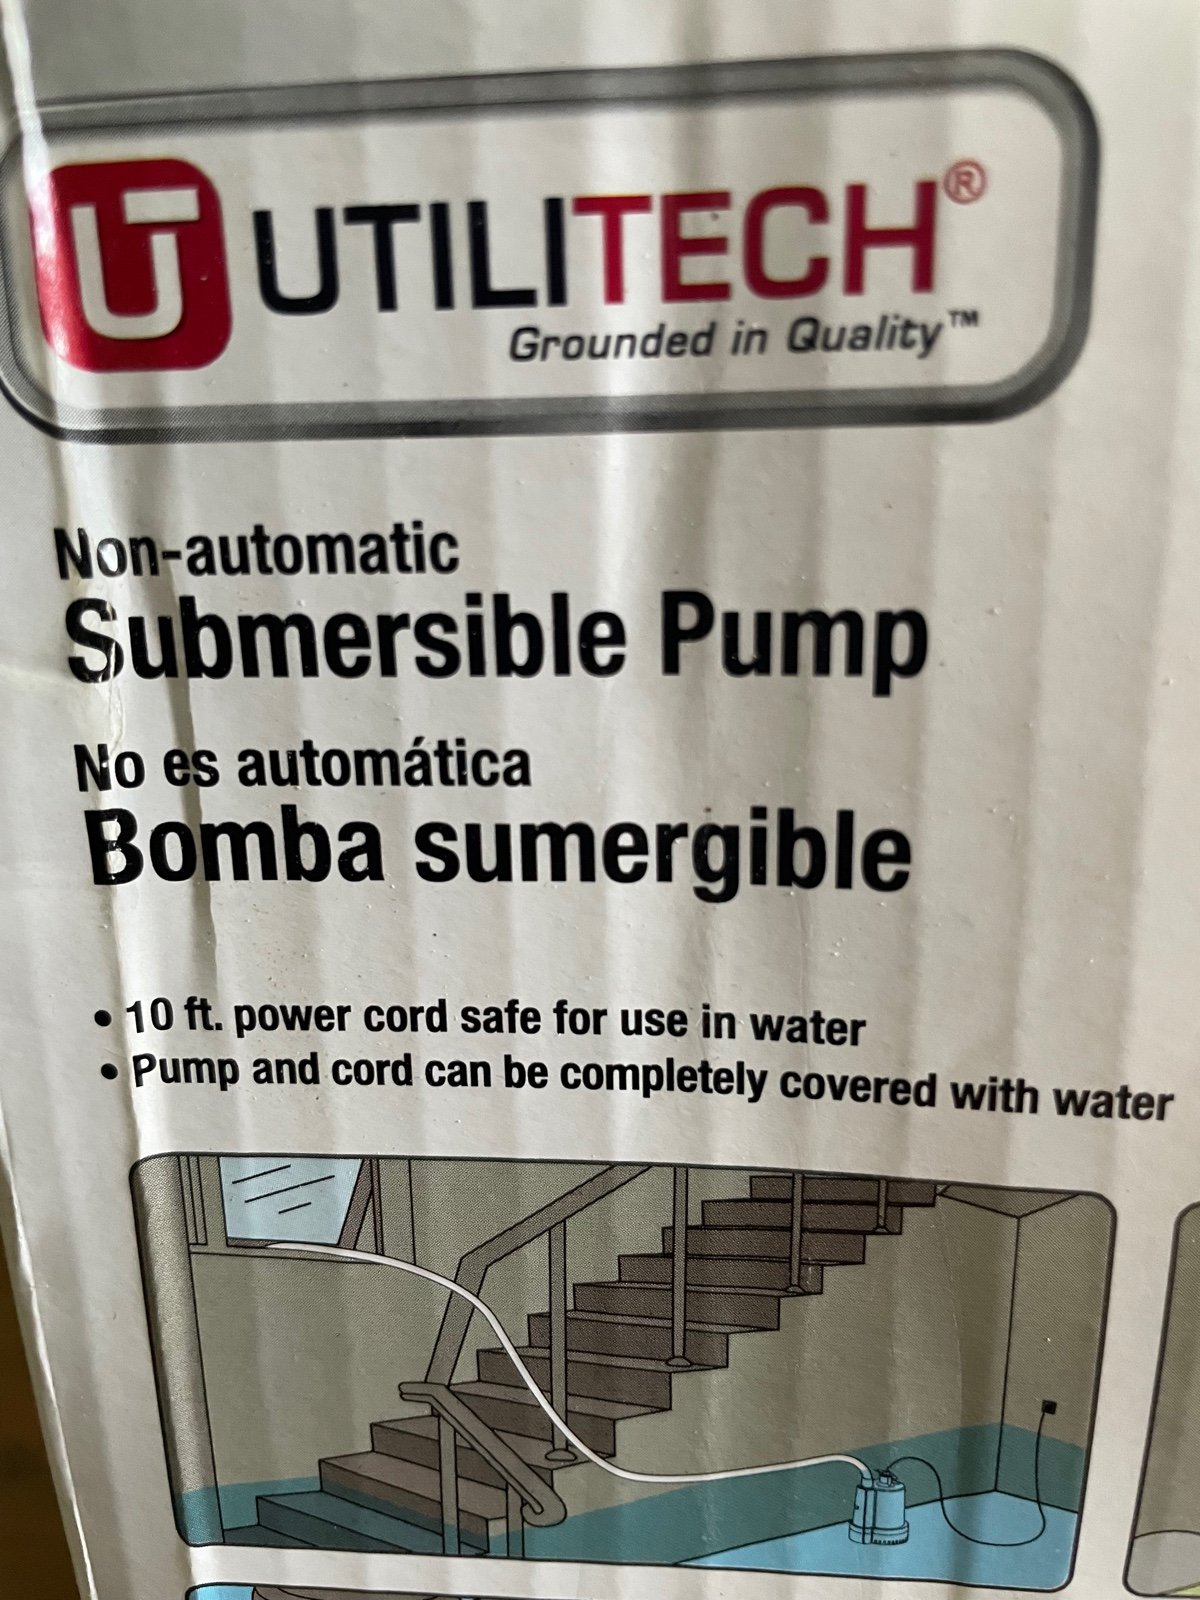 UTILITECH®
Grounded in Quality™
Non-automatic
Submersible Pump
No es automática
Bomba sumergible
• 10 ft. power cord safe for use in water
• Pump and cord can be completely covered with water